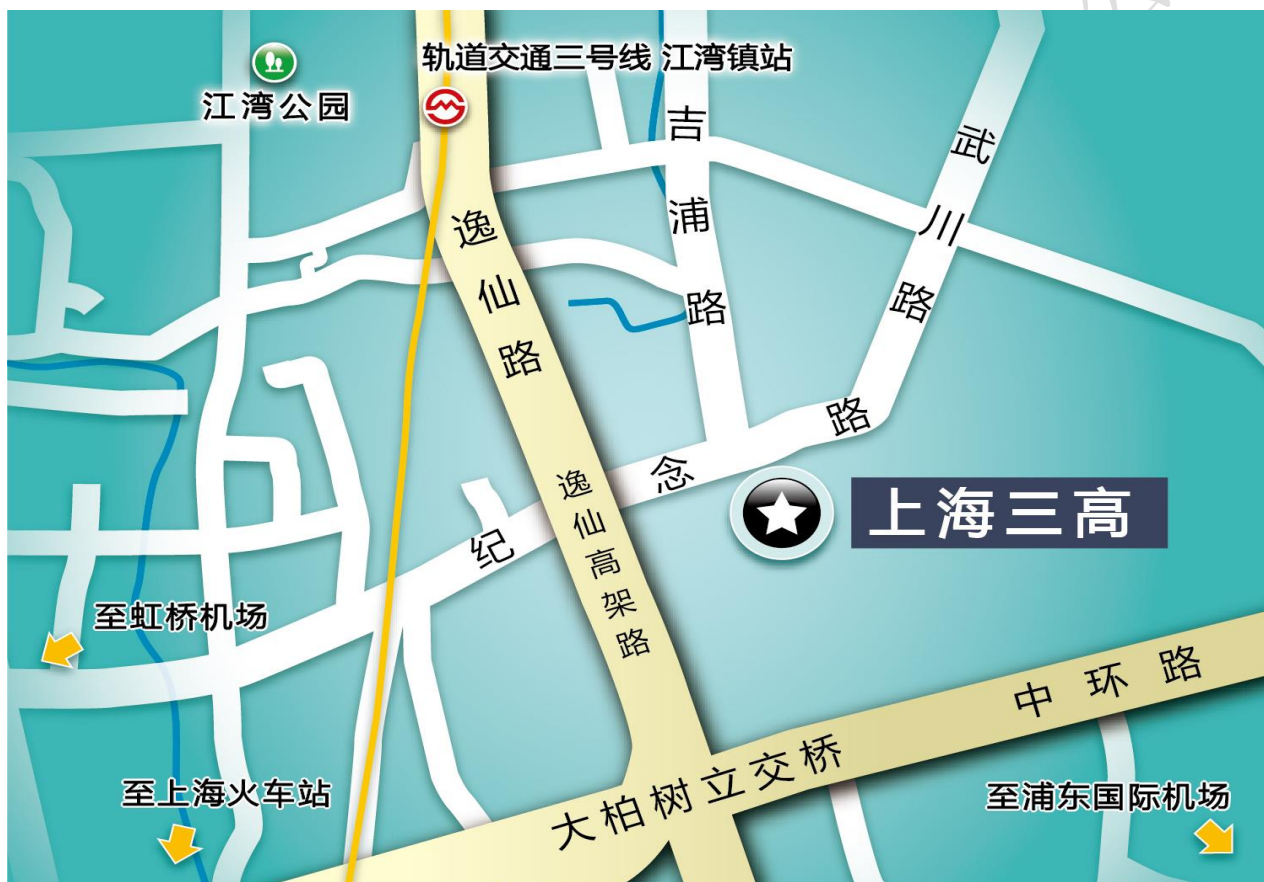 轨道交通三号线 江湾镇站
江湾公园
吉浦路
武川路
逸仙路
纪念路
逸仙高架路
上海三高
至虹桥机场
中环路
大柏树立交桥
至上海火车站
至浦东国际机场